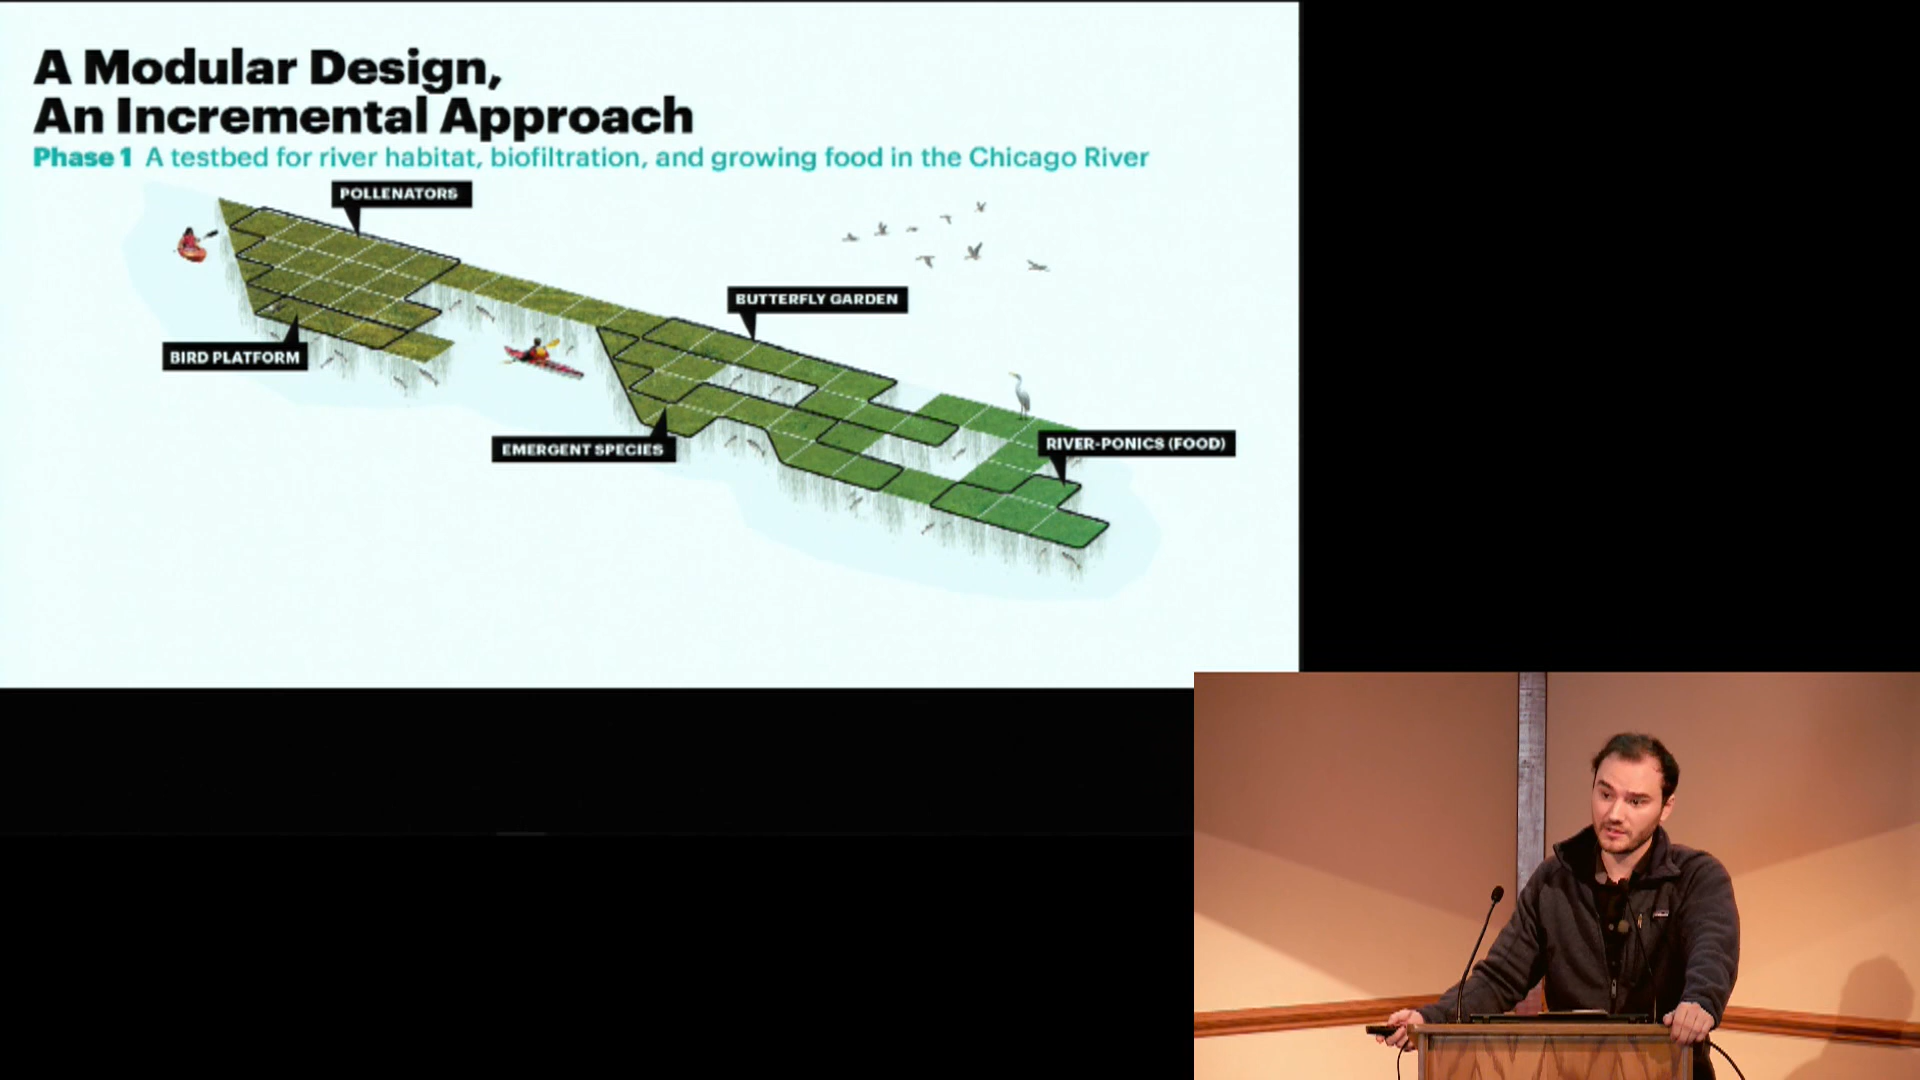 A Modular Design,
An Incremental Approach
Phase 1 A testbed for river habitat, biofiltration, and growing food in the Chicago River
POLLENATORS
BUTTERFLY GARDEN
BIRD PLATFORM
EMERGENT SPECIES
RIVER-PONICS (FOOD)